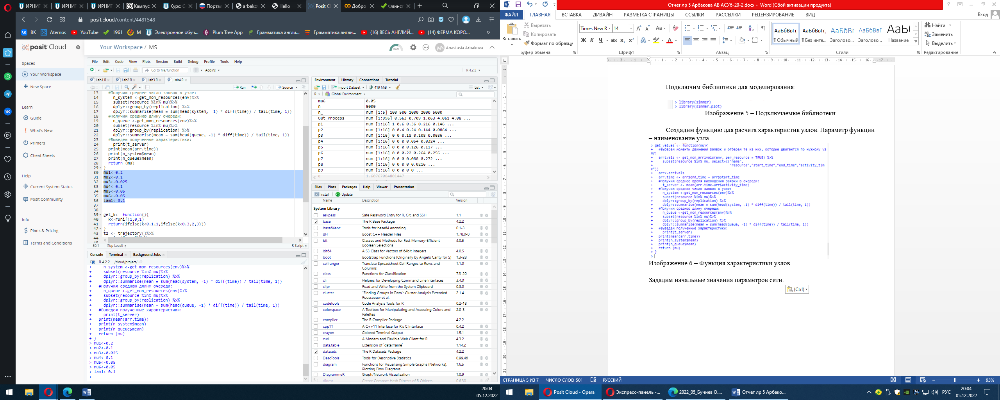 ИРНИТ
ИРНИТ
ИРНИТ
Кампус
Курс: С
Портал
arbakov
Hello
Posit Cl
Добро
Флинст
posit.cloud/content/4481548
ВК
Aternos
YouTube
1961
М
Электронное обуч...
Plum Tree App
Грамматика англи...
Грамматика англи...
(16) ВЕСЬ АНГЛИЙ...
(14) ФЕРМА КОРО...
posit Cloud
Spaces
Your Workspace
New Space
Learn
Guide
What's New
Primers
Cheat Sheets
Help
Current System Status
Posit Community
Info
Plans & Pricing
Terms and Conditions
Your Workspace / MS
RAM
AA
Anastasia Arbakova
File Edit Code View Plots Session Build Debug Profile Tools Help
Go to file/function
Addins
R 4.2.2
Lab1.R
Lab2.R
Lab3.R
Lab4.R
Run
Source
13 #Получим среднее число заявок в узле:
14 n_system <-get_mon_resources(env)%>%
15 subset(resource %in% mu)%>%
16 dplyr::group_by(replication) %>%
17 dplyr::summarise(mean = sum(head(system, -1) * diff(time)) / tail(time, 1))
18 #Получим среднюю длину очереди:
19 n_queue <-get_mon_resources(env)%>%
20 subset(resource %in% mu)%>%
21 dplyr::group_by(replication) %>%
22 dplyr::summarise(mean = sum(head(queue, -1) * diff(time)) / tail(time, 1))
23 #Выведем полученные характеристики:
24 print(t_server)
25 print(mean(arr.time))
26 print(n_system$mean)
27 print(n_queue$mean)
28 return (mu)
29 }
30 mu1<-0.2
31 mu2<-0.1
32 mu3<-0.025
33 mu4<-0.1
34 mu5<-0.05
35 mu6<-0.05
36 lam1<-0.1
37
38
39 get_k<- function(){
40 k<-runif(1,0,1)
41 return(ifelse(k<0.1,1,ifelse(k<0.3,2,3)))
42 }
43 t2 <- trajectory()%>%
44
45
30:1 (Top Level) R Script
Console Terminal Background Jobs
R 4.2.2 · /cloud/project/
+ n_system <-get_mon_resources(env)%>%
+ subset(resource %in% mu)%>%
+ dplyr::group_by(replication) %>%
+ dplyr::summarise(mean = sum(head(system, -1) * diff(time)) / tail(time, 1))
+ #Получим среднюю длину очереди:
+ n_queue <-get_mon_resources(env)%>%
+ subset(resource %in% mu)%>%
+ dplyr::group_by(replication) %>%
+ dplyr::summarise(mean = sum(head(queue, -1) * diff(time)) / tail(time, 1))
+ #Выведем полученные характеристики:
+ print(t_server)
+ print(mean(arr.time))
+ print(n_system$mean)
+ print(n_queue$mean)
+ return (mu)
+ }
> mu1<-0.2
> mu2<-0.1
> mu3<-0.025
> mu4<-0.1
> mu5<-0.05
> mu6<-0.05
> lam1<-0.1
>
Environment History Connections Tutorial
Import Dataset 419 MiB List
R Global Environment
mu6 0.05
n 5000
n_ num [1:5] 100 500 1000 2000 5000
Out_Process num [1:996] 0.563 0.709 1.063 4.061 4.08 ...
p1 num [1:16] 1 0.6 0.36 0.216 0.146 ...
p2 num [1:16] 0 0.4 0.24 0.144 0.0864 ...
p3 num [1:16] 0 0 0.18 0.108 0.0686 ...
p4 num [1:16] 0 0 0 0.054 0.0324 ...
p5 num [1:16] 0 0 0 0.126 0.117 ...
p6 num [1:16] 0 0 0.22 0.264 0.256 ...
p7 num [1:16] 0 0 0 0.088 0.272 ...
p8 num [1:16] 0 0 0 0 0.0216 ...
p9 num [1:16] 0 0 0 0 0 ...
q 1.60767084801447
Files Plots Packages Help Viewer Presentation
Install Update
Name Description Version
System Library
askpass Safe Password Entry for R, Git, and SSH 1.1
base The R Base Package 4.2.2
base64enc Tools for base64 encoding 0.1-3
BH Boost C++ Header Files 1.78.0-0
bit Classes and Methods for Fast Memory-Efficient 4.0.5
Boolean Selections
bit64 A S3 Class for Vectors of 64bit Integers 4.0.5
boot Bootstrap Functions (Originally by Angelo Canty for S) 1.3-28
cellranger Translate Spreadsheet Cell Ranges to Rows and 1.1.0
Columns
class Functions for Classification 7.3-20
cli Helpers for Developing Command Line Interfaces 3.4.0
clipr Read and Write from the System Clipboard 0.8.0
cluster "Finding Groups in Data": Cluster Analysis Extended 2.1.4
Rousseeuw et al.
codetools Code Analysis Tools for R 0.2-18
colorspace A Toolbox for Manipulating and Assessing Colors and 2.0-3
Palettes
compiler The R Compiler Package 4.2.2
cpp11 A C++11 Interface for R's C Interface 0.4.2
crayon Colored Terminal Output 1.5.1
curl A Modern and Flexible Web Client for R 4.3.2
data.table Extension of `data.frame` 1.14.2
datasets The R Datasets Package 4.2.2
DescTools Tools for Descriptive Statistics 0.99.46
diagram Functions for Visualising Simple Graphs (Networks), 1.6.5
Plotting Flow Diagrams
DiagrammeR Graph/Network Visualization 1.0.9
digest Create Compact Hash Digests of R Objects 0.6.30
20:04
05.12.2022
Отчет лр 5 Арбакова АВ АСУб-20-2.docx - Word (Сбой активации продукта)
ФАЙЛ ГЛАВНАЯ ВСТАВКА ДИЗАЙН РАЗМЕТКА СТРАНИЦЫ ССЫЛКИ РАССЫЛКИ РЕЦЕНЗИРОВАНИЕ ВИД
Вход
Вставить
Вырезать
Копировать
Формат по образцу
Буфер обмена
Times New R 14
Шрифт
Абзац
АаБбВвГг, АаБбВвГг, АаБбВв АаБбВвГ АаЬ
¶ Обычный ¶ Без инте... Заголово... Заголово... Название
Стили
Найти
Заменить
Выделить
Редактирование
3 2 1 1 2 3 4 5 6 7 8 9 10 11 12 13 14 15 16 17
Подключим библиотеки для моделирования:
> library(simmer)
> library(simmer.plot)
Изображение 5 – Подключаемые библиотеки
Создадим функцию для расчета характеристик узлов. Параметр функции
– наименование узла.
> get_values <- function(mu){
+ #Выберем моменты движения заявок и отберем те из них, которые двигаются по нужному уз
лу:
+ arrivals <- get_mon_arrivals(env, per_resource = TRUE) %>%
+ subset(resource %in% mu, select=c("name",
+ "resource","start_time","end_time","activity_tim
e"))
+ arr<-arrivals
+ arr.time <- arr$end_time - arr$start_time
+ #Получим среднее время нахождения заявки в очереди:
+ t_server <- mean(arr.time-arr$activity_time)
+ #Получим среднее число заявок в узле:
+ n_system <-get_mon_resources(env)%>%
+ subset(resource %in% mu)%>%
+ dplyr::group_by(replication) %>%
+ dplyr::summarise(mean = sum(head(system, -1) * diff(time)) / tail(time, 1))
+ #Получим среднюю длину очереди:
+ n_queue <-get_mon_resources(env)%>%
+ subset(resource %in% mu)%>%
+ dplyr::group_by(replication) %>%
+ dplyr::summarise(mean = sum(head(queue, -1) * diff(time)) / tail(time, 1))
+ #Выведем полученные характеристики:
+ print(t_server)
+ print(mean(arr.time))
+ print(n_system$mean)
+ print(n_queue$mean)
+ return (mu)
+ }
>
Изображение 6 – Функция характеристики узлов
Зададим начальные значения параметров сети:
(Ctrl)
СТРАНИЦА 5 ИЗ 7 ЧИСЛО СЛОВ: 501 РУССКИЙ 93%
Posit Cloud - Opera
Экспресс-панель -...
2022_05_Бучнев О....
Отчет лр 5 Арбако...
РУС
20:04
05.12.2022